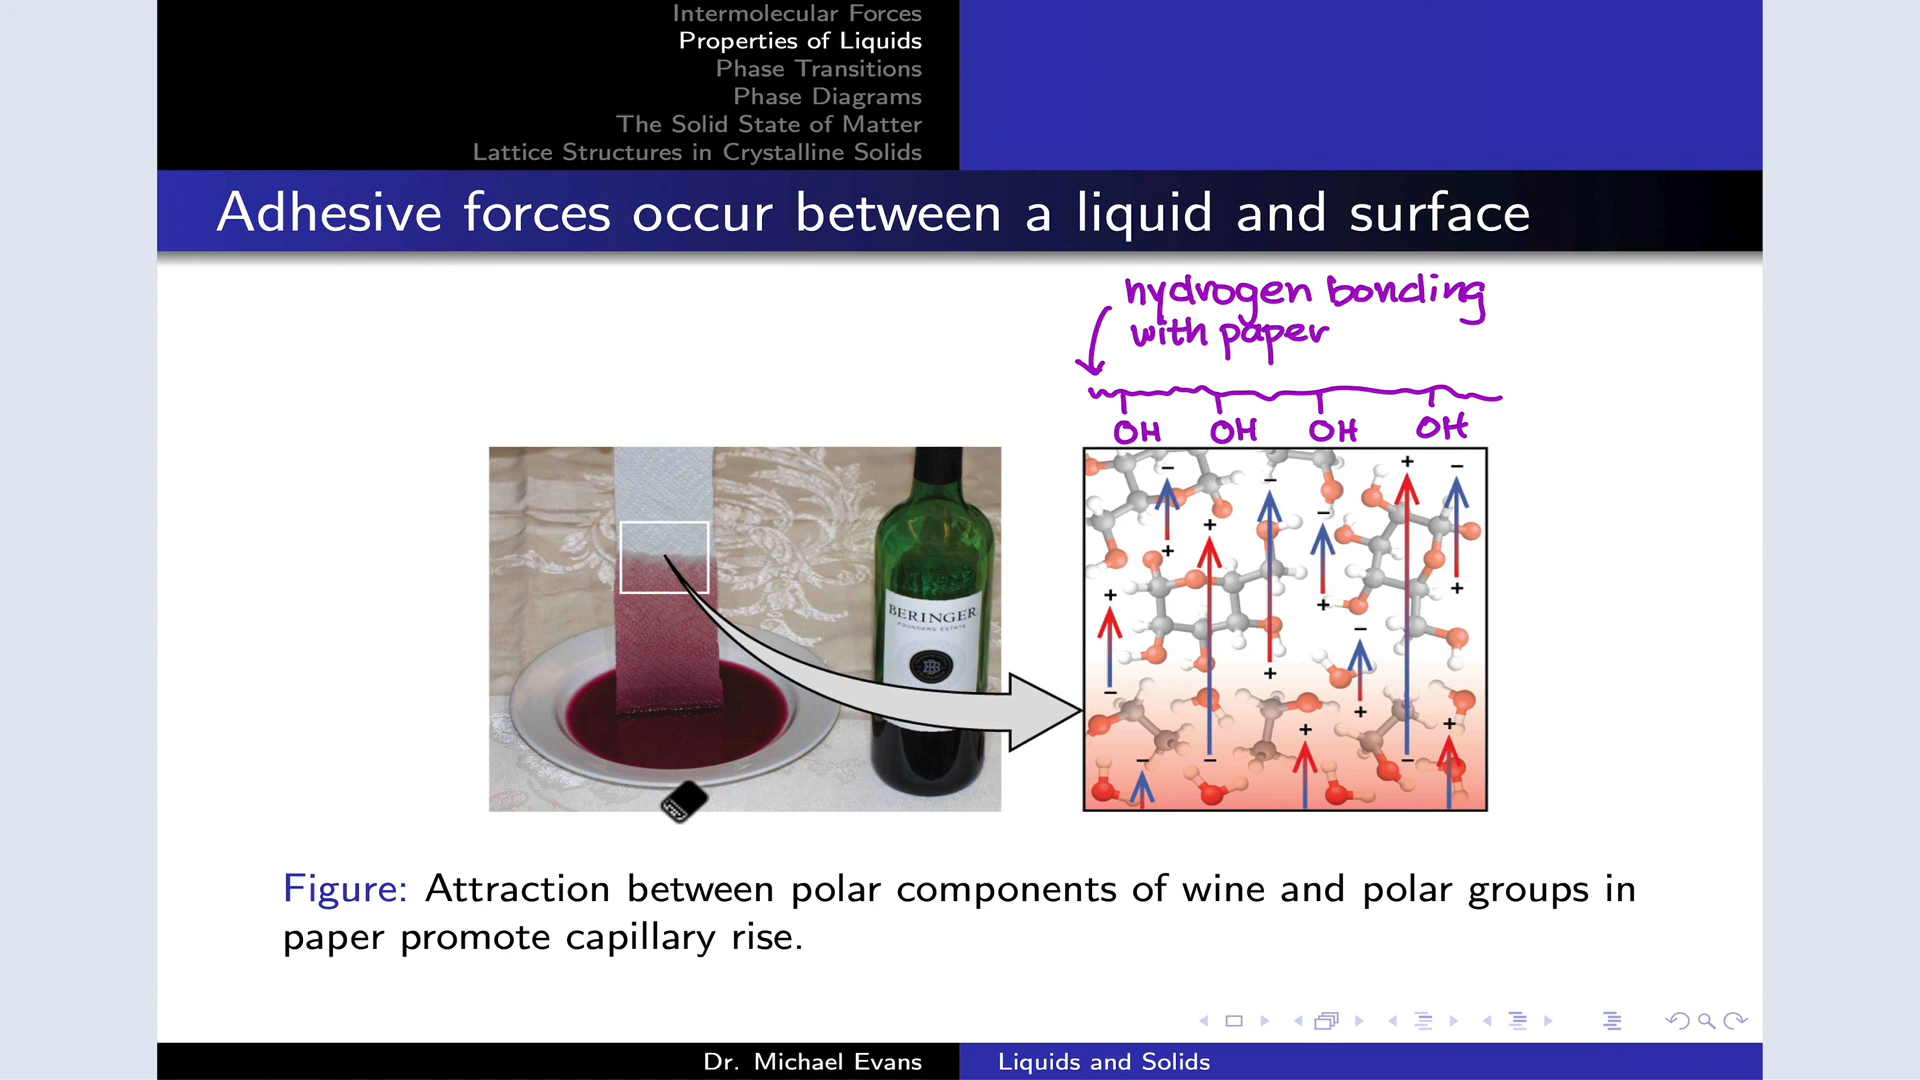 Intermolecular Forces
Properties of Liquids
Phase Transitions
Phase Diagrams
The Solid State of Matter
Lattice Structures in Crystalline Solids
Adhesive forces occur between a liquid and surface
hydrogen bonding
with paper
OH OH OH OH
BERINGER
FOUNDERS ESTATE
Figure: Attraction between polar components of wine and polar groups in
paper promote capillary rise.
Dr. Michael Evans
Liquids and Solids